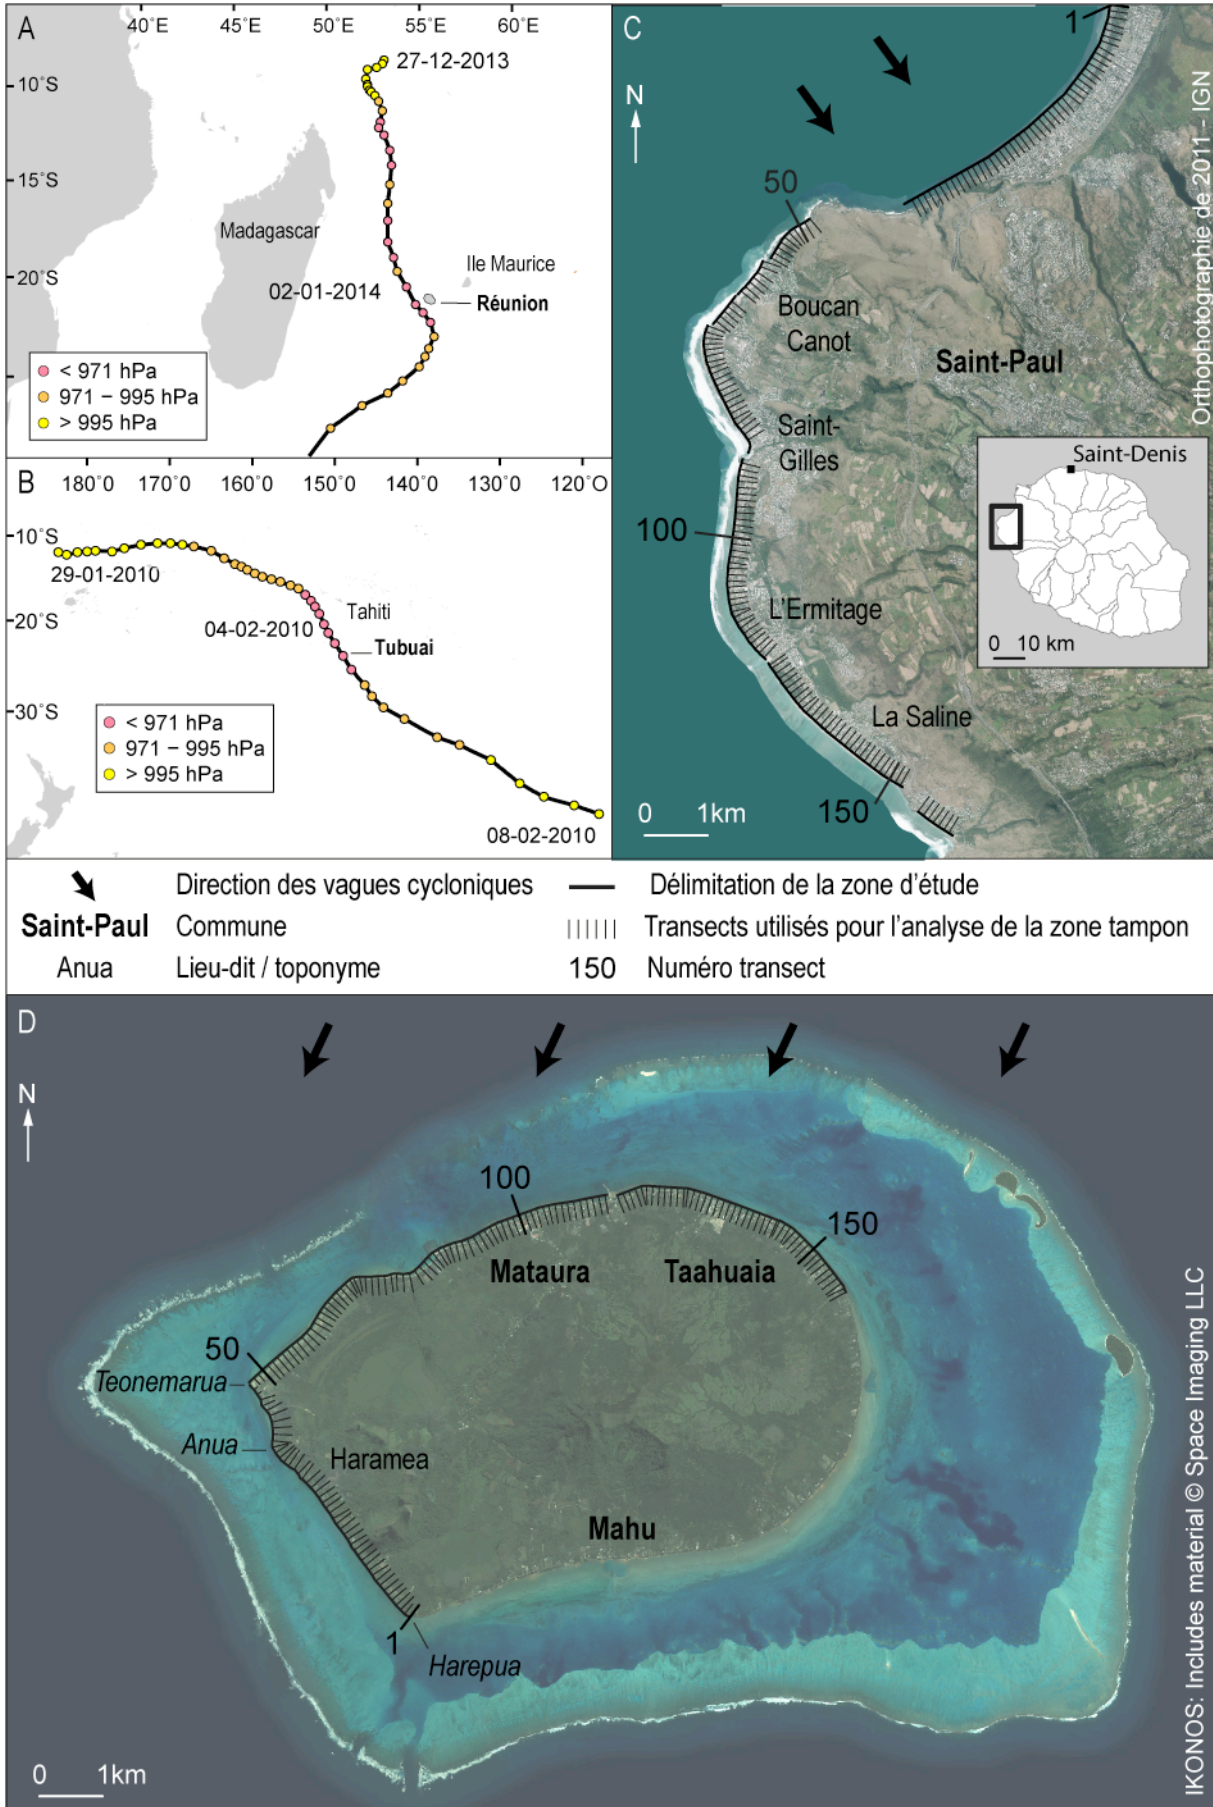 A
40°E 45°E 50°E 55°E 60°E
27-12-2013
10°S
15°S
Madagascar
20°S
Ile Maurice
02-01-2014
Réunion
< 971 hPa
971 – 995 hPa
> 995 hPa
B
180°0 170°0 160°0 150°0 140°0 130°0 120°O
10°S
29-01-2010
20°S
Tahiti
04-02-2010
Tubuai
30°S
< 971 hPa
971 – 995 hPa
> 995 hPa
08-02-2010
C
1
N
50
Boucan
Canot
Saint-Paul
Saint-
Gilles
Saint-Denis
100
L'Ermitage
0 10 km
La Saline
150
0 1km
Orthophotographie de 2011 - IGN
Direction des vagues cycloniques
Délimitation de la zone d'étude
Saint-Paul Commune
Transects utilisés pour l'analyse de la zone tampon
Anua Lieu-dit / toponyme
150 Numéro transect
D
N
100
150
Mataura
Taahuaia
50
Teonemarua
Anua
Haramea
Mahu
1
Harepua
0 1km
IKONOS: Includes material © Space Imaging LLC